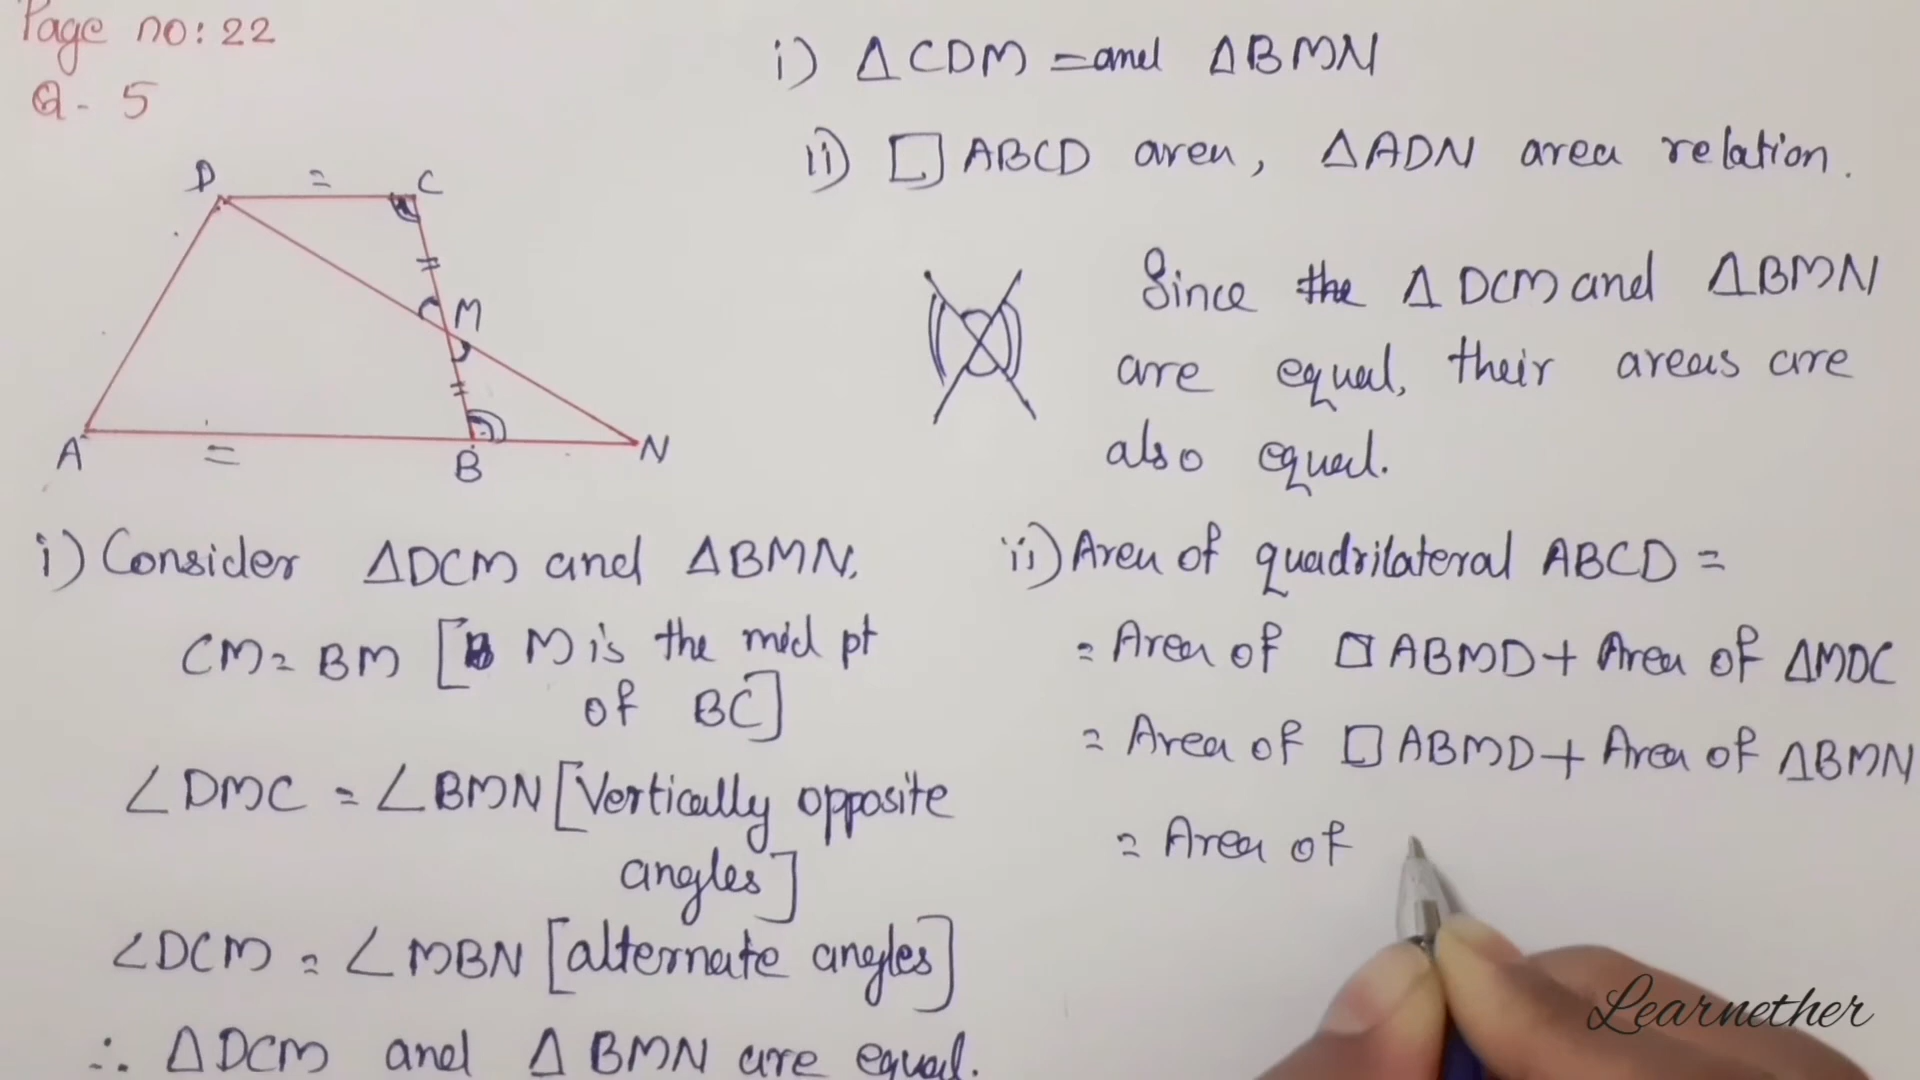 Page no: 22
Q - 5
i) ΔCDM = and ΔBMN
ii) □ABCD area, ΔADN area relation.
D = C
=
M
=
A = B N
Since the ΔDCM and ΔBMN
are equal, their areas are
also equal.
i) Consider ΔDCM and ΔBMN.
CM = BM [ M is the mid pt
of BC]
∠DMC = ∠BMN [Vertically opposite
angles]
∠DCM = ∠MBN [alternate angles]
∴ ΔDCM and ΔBMN are equal.
ii) Area of quadrilateral ABCD =
= Area of □ABMD + Area of ΔMDC
= Area of □ABMD + Area of ΔBMN
= Area of
Learnether